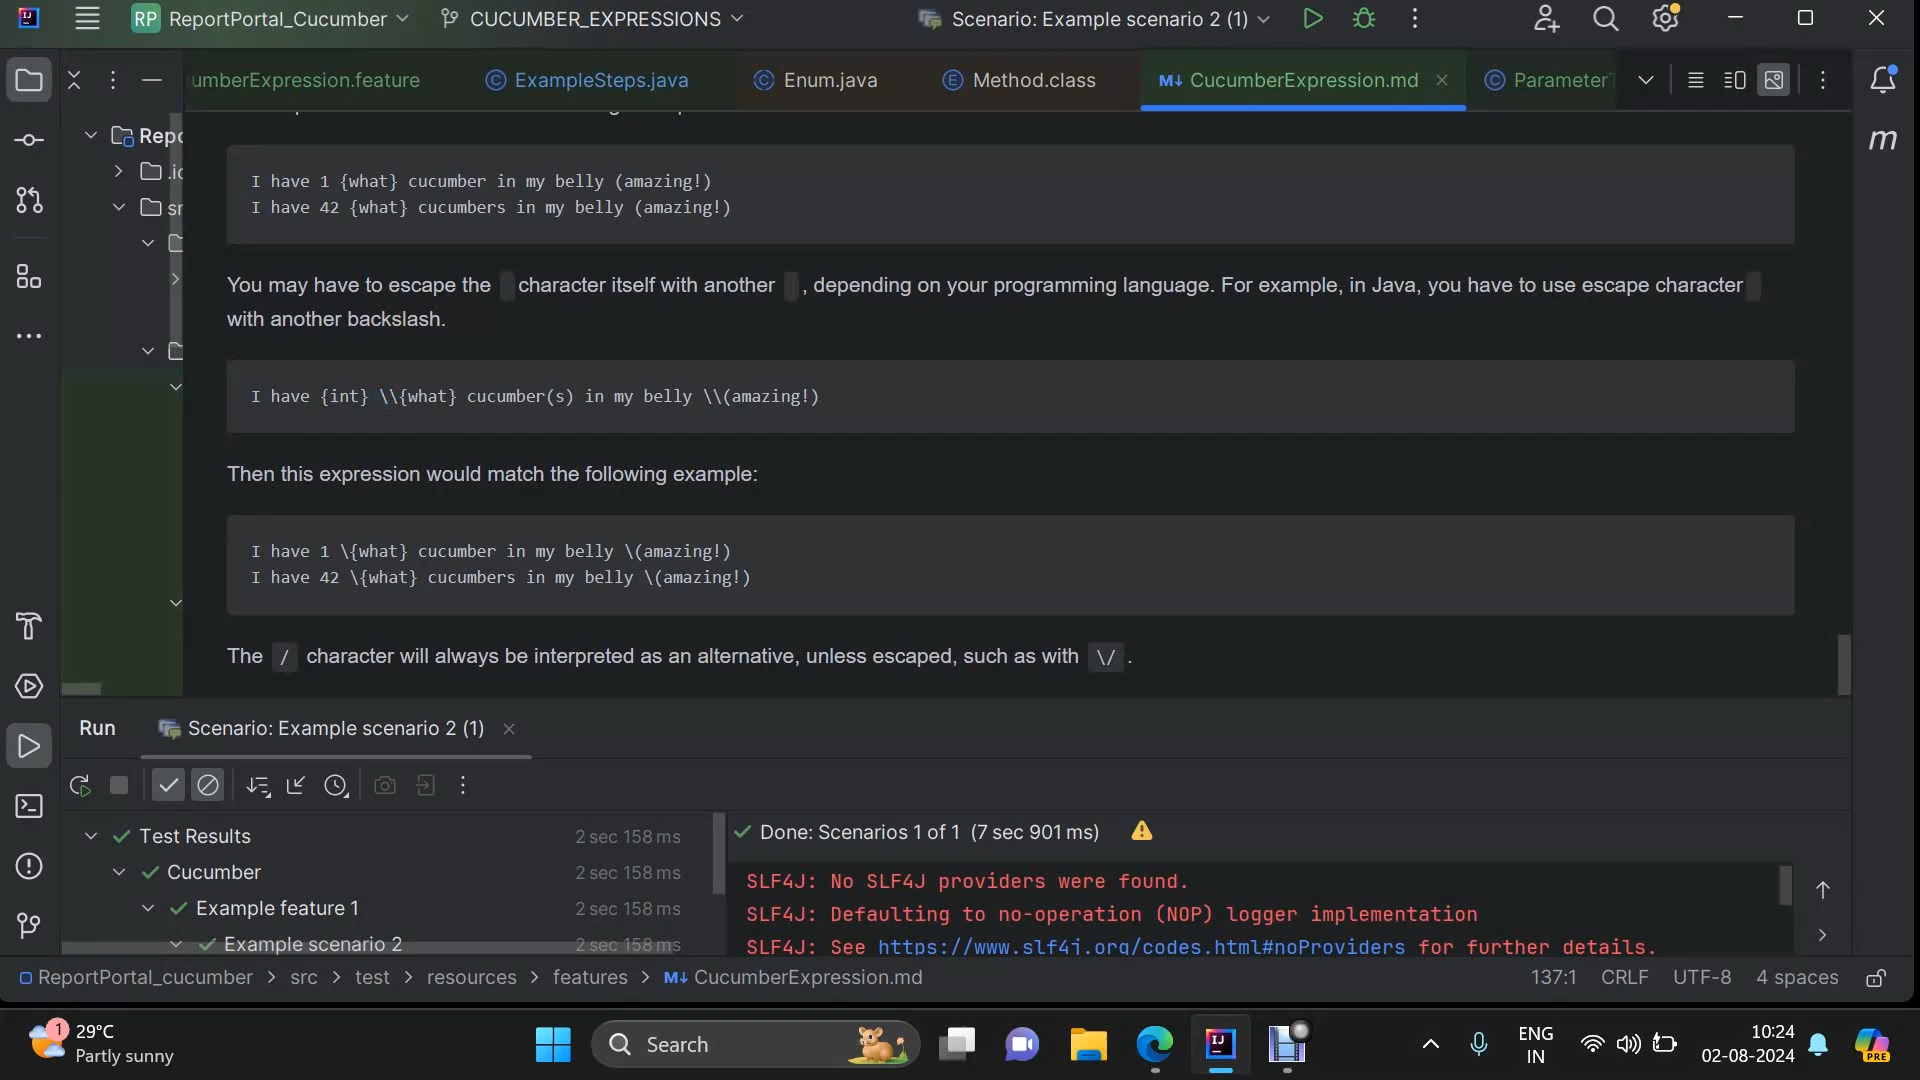 RP ReportPortal_Cucumber CUCUMBER_EXPRESSIONS Scenario: Example scenario 2 (1)
umberExpression.feature ExampleSteps.java Enum.java Method.class M↓ CucumberExpression.md Parameter
I have 1 {what} cucumber in my belly (amazing!)
I have 42 {what} cucumbers in my belly (amazing!)
You may have to escape the character itself with another , depending on your programming language. For example, in Java, you have to use escape character
with another backslash.
I have {int} \\{what} cucumber(s) in my belly \\(amazing!)
Then this expression would match the following example:
I have 1 \{what} cucumber in my belly \(amazing!)
I have 42 \{what} cucumbers in my belly \(amazing!)
The / character will always be interpreted as an alternative, unless escaped, such as with \/ .
Run Scenario: Example scenario 2 (1)
Test Results 2 sec 158 ms
Cucumber 2 sec 158 ms
Example feature 1 2 sec 158 ms
Example scenario 2 2 sec 158 ms
Done: Scenarios 1 of 1 (7 sec 901 ms)
SLF4J: No SLF4J providers were found.
SLF4J: Defaulting to no-operation (NOP) logger implementation
SLF4J: See https://www.slf4j.org/codes.html#noProviders for further details.
ReportPortal_cucumber > src > test > resources > features > M↓ CucumberExpression.md 137:1 CRLF UTF-8 4 spaces
1 29°C
Partly sunny
Search
ENG
IN
10:24
02-08-2024
PRE